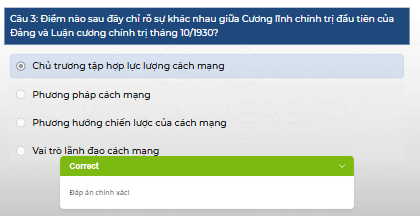 Câu 3: Điểm nào sau đây chỉ rõ sự khác nhau giữa Cương lĩnh chính trị đầu tiên của
Đảng và Luận cương chính trị tháng 10/1930?
Chủ trương tập hợp lực lượng cách mạng
Phương pháp cách mạng
Phương hướng chiến lược của cách mạng
Vai trò lãnh đạo cách mạng
Correct
Đáp án chính xác!